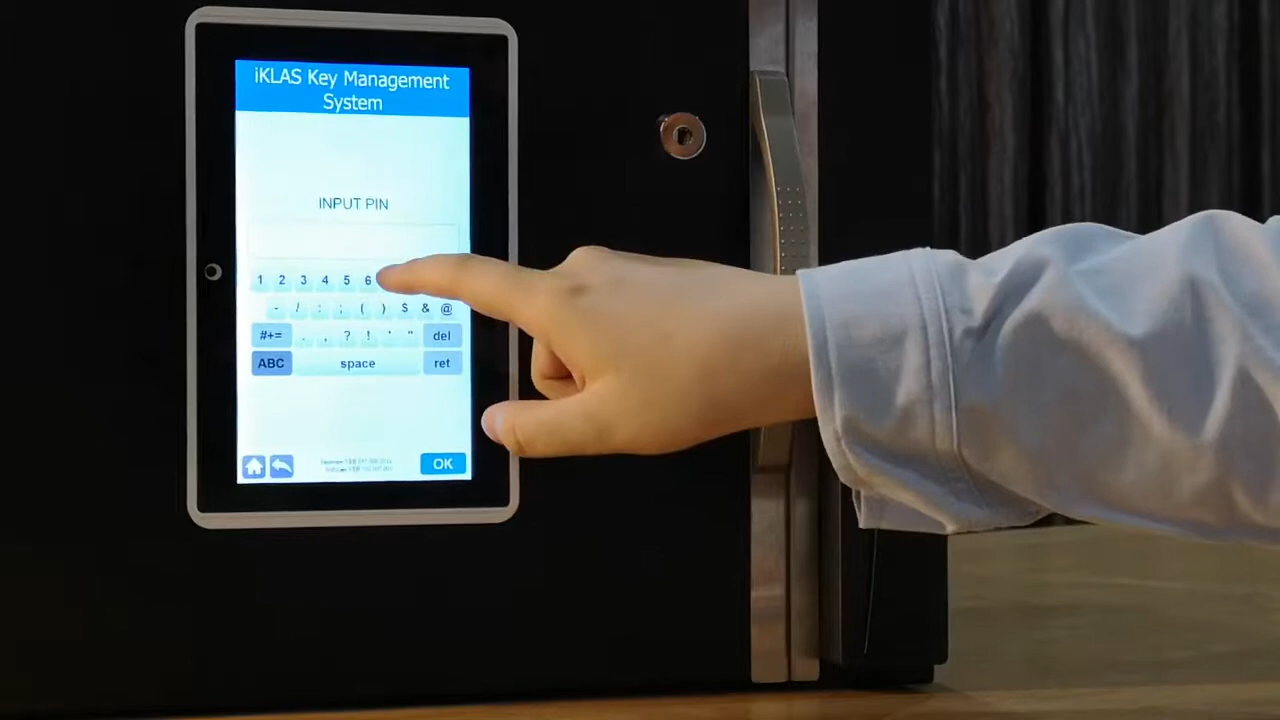 iKLAS Key Management
System
INPUT PIN
1 2 3 4 5 6
- / : ; ( ) $ & @
#+= . , ? ! ' " del
ABC space ret
OK